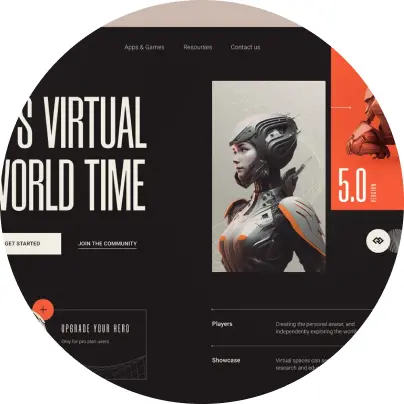 Apps & Games
Resourses
Contact us
'S VIRTUAL
WORLD TIME
GET STARTED
JOIN THE COMMUNITY
5.0
VERSION
UPGRADE YOUR HERO
Only for pro plan users
Players
Creating the personal avatar, and
independently exploring the
Showcase
Virtual spaces can
research and